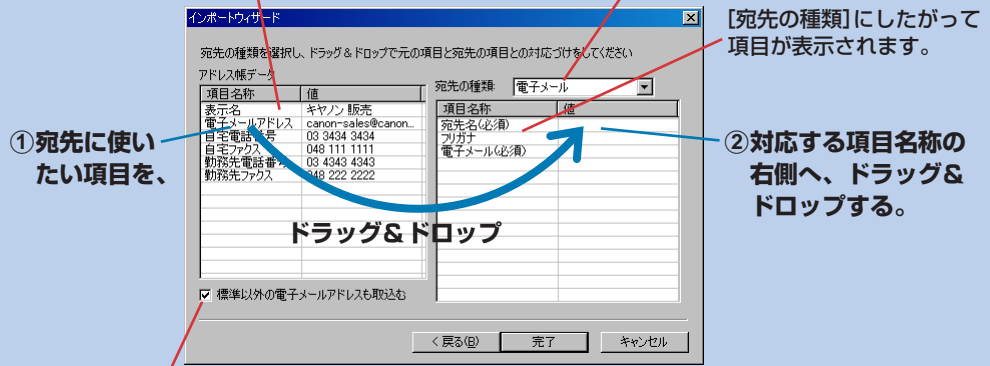 インポートウィザード
宛先の種類を選択し、ドラッグ&ドロップで元の項目と宛先の項目との対応づけをしてください
アドレス帳データ
項目名称 値
表示名 キヤノン 販売
電子メールアドレス canon-sales@canon...
自宅電話番号 03 3434 3434
自宅ファクス 048 111 1111
勤務先電話番号 03 4343 4343
勤務先ファクス 048 222 2222
宛先の種類: 電子メール
項目名称 値
宛先名(必須)
フリガナ
電子メール(必須)
標準以外の電子メールアドレスも取込む
< 戻る(B) 完了 キャンセル
[宛先の種類]にしたがって
項目が表示されます。
①宛先に使い
たい項目を、
ドラッグ&ドロップ
②対応する項目名称の
右側へ、ドラッグ&
ドロップする。